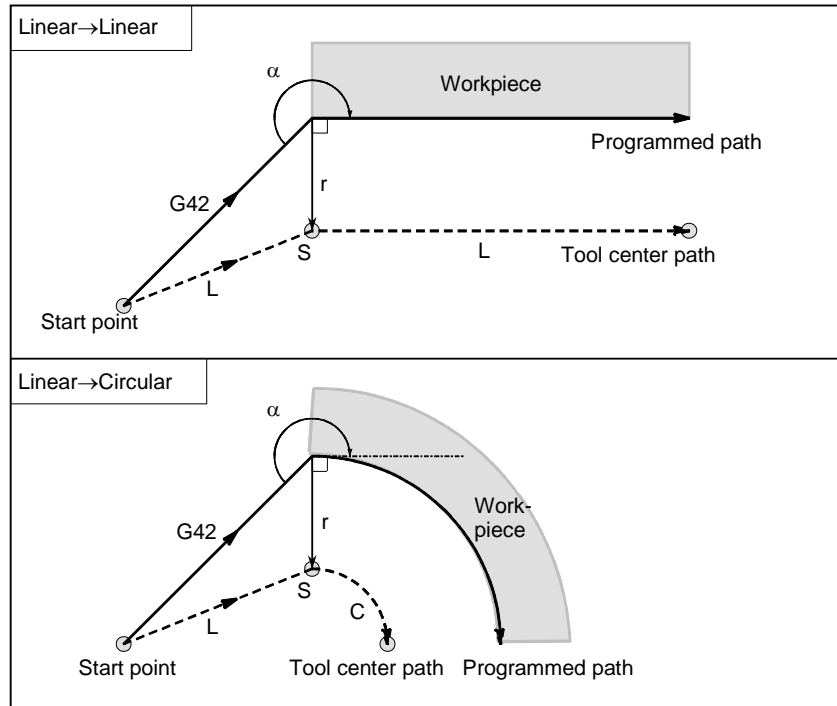 Linear→Linear
α
Workpiece
Programmed path
G42
r
S
L
L
Tool center path
Start point
Linear→Circular
α
Work-
piece
G42
r
S
L
C
Start point
Tool center path
Programmed path